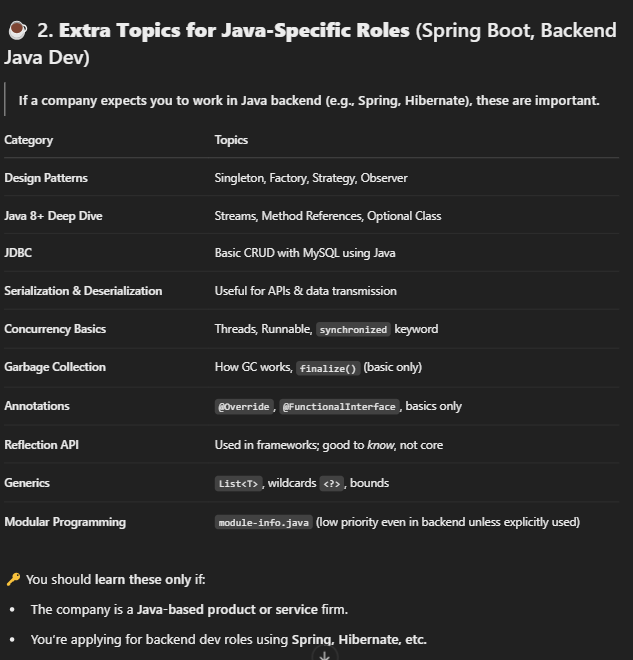 ☕ 2. Extra Topics for Java-Specific Roles (Spring Boot, Backend
Java Dev)
If a company expects you to work in Java backend (e.g., Spring, Hibernate), these are important.
Category Topics
Design Patterns Singleton, Factory, Strategy, Observer
Java 8+ Deep Dive Streams, Method References, Optional Class
JDBC Basic CRUD with MySQL using Java
Serialization & Deserialization Useful for APIs & data transmission
Concurrency Basics Threads, Runnable, synchronized keyword
Garbage Collection How GC works, finalize() (basic only)
Annotations @Override, @FunctionalInterface, basics only
Reflection API Used in frameworks; good to know, not core
Generics List<T>, wildcards <?>, bounds
Modular Programming module-info.java (low priority even in backend unless explicitly used)
🔑 You should learn these only if:
• The company is a Java-based product or service firm.
• You're applying for backend dev roles using Spring, Hibernate, etc.